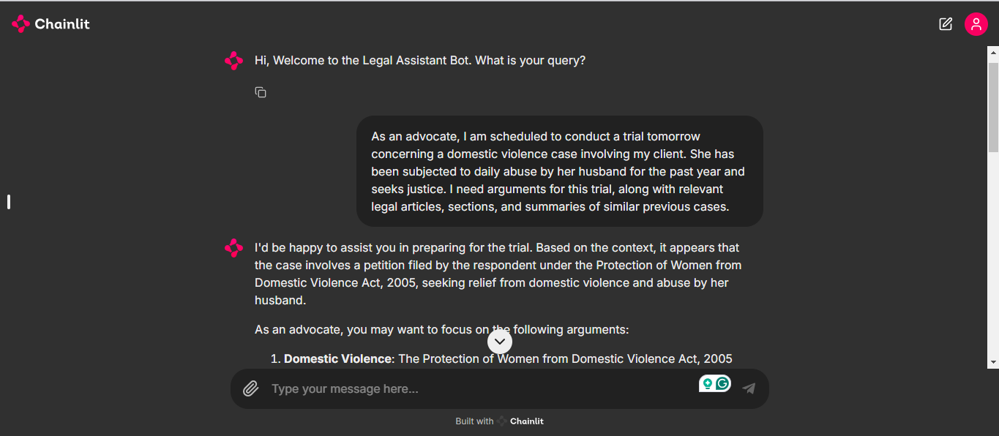 Chainlit
Hi, Welcome to the Legal Assistant Bot. What is your query?
As an advocate, I am scheduled to conduct a trial tomorrow
concerning a domestic violence case involving my client. She has
been subjected to daily abuse by her husband for the past year and
seeks justice. I need arguments for this trial, along with relevant
legal articles, sections, and summaries of similar previous cases.
I'd be happy to assist you in preparing for the trial. Based on the context, it appears that
the case involves a petition filed by the respondent under the Protection of Women from
Domestic Violence Act, 2005, seeking relief from domestic violence and abuse by her
husband.
As an advocate, you may want to focus on the following arguments:
1. Domestic Violence: The Protection of Women from Domestic Violence Act, 2005
Type your message here...
Built with Chainlit